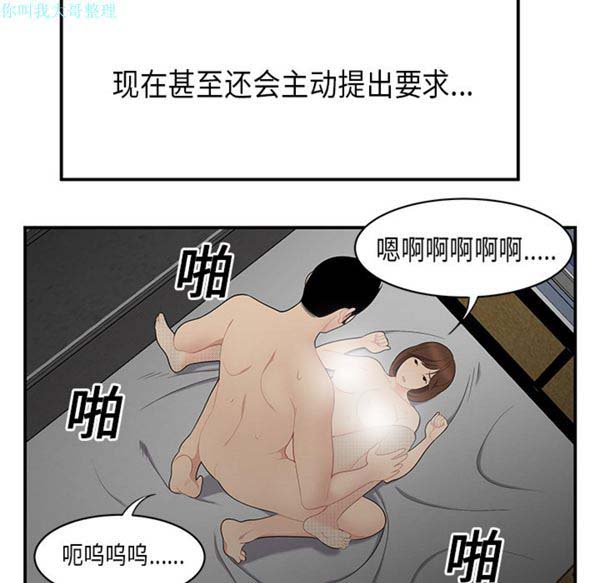 你叫我大哥整理
现在甚至还会主动提出要求...
嗯啊啊啊啊啊.....
啪
啪
呃呜呜呜......
啪